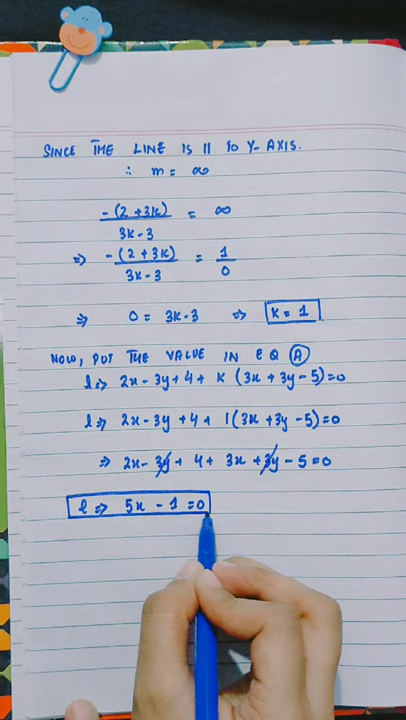 SINCE THE LINE IS || TO Y-AXIS.
∴ m = ∞
-(2+3k)/(3k-3) = ∞
⇒ -(2+3k)/(3k-3) = 1/0
⇒ 0 = 3k-3 ⇒ k = 1
NOW, PUT THE VALUE IN EQ (A)
l ⇒ 2x - 3y + 4 + k (3x + 3y - 5) = 0
l ⇒ 2x - 3y + 4 + 1(3x + 3y - 5) = 0
⇒ 2x - 3y + 4 + 3x + 3y - 5 = 0
l ⇒ 5x - 1 = 0